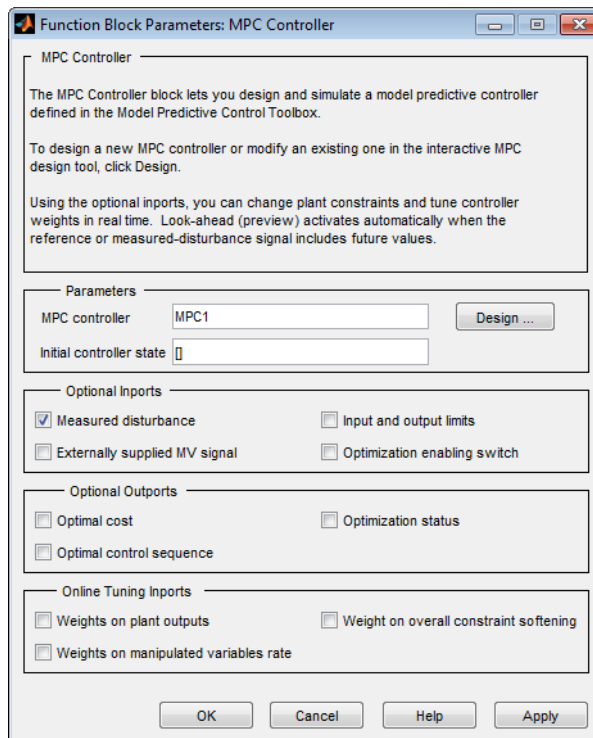 Function Block Parameters: MPC Controller
MPC Controller
The MPC Controller block lets you design and simulate a model predictive controller
defined in the Model Predictive Control Toolbox.
To design a new MPC controller or modify an existing one in the interactive MPC
design tool, click Design.
Using the optional inports, you can change plant constraints and tune controller
weights in real time.  Look-ahead (preview) activates automatically when the
reference or measured-disturbance signal includes future values.
Parameters
MPC controller MPC1 Design ...
Initial controller state []
Optional Inports
Measured disturbance Input and output limits
Externally supplied MV signal Optimization enabling switch
Optional Outports
Optimal cost Optimization status
Optimal control sequence
Online Tuning Inports
Weights on plant outputs Weight on overall constraint softening
Weights on manipulated variables rate
OK Cancel Help Apply